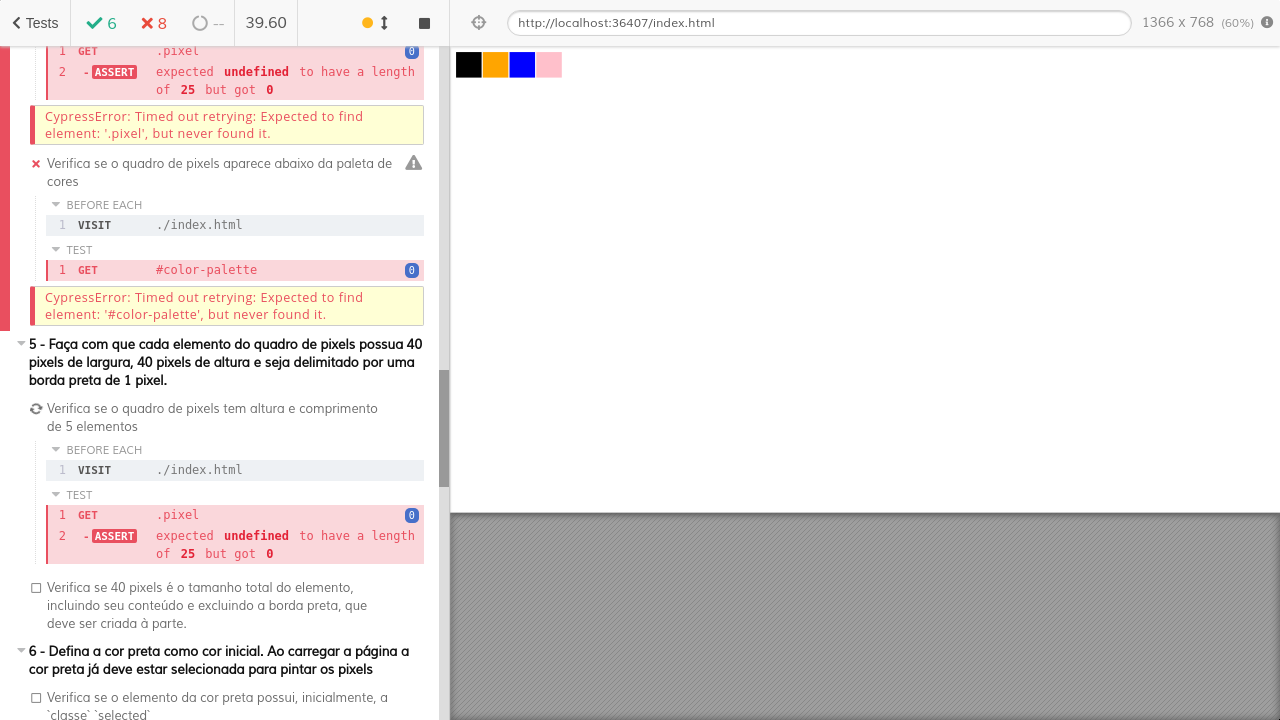 Tests 6 8 -- 39.60
1 GET .pixel 0
2 -ASSERT expected undefined to have a length
of 25 but got 0
CypressError: Timed out retrying: Expected to find
element: '.pixel', but never found it.
Verifica se o quadro de pixels aparece abaixo da paleta de
cores
BEFORE EACH
1 VISIT ./index.html
TEST
1 GET #color-palette 0
CypressError: Timed out retrying: Expected to find
element: '#color-palette', but never found it.
5 - Faça com que cada elemento do quadro de pixels possua 40
pixels de largura, 40 pixels de altura e seja delimitado por uma
borda preta de 1 pixel.
Verifica se o quadro de pixels tem altura e comprimento
de 5 elementos
BEFORE EACH
1 VISIT ./index.html
TEST
1 GET .pixel 0
2 -ASSERT expected undefined to have a length
of 25 but got 0
Verifica se 40 pixels é o tamanho total do elemento,
incluindo seu conteúdo e excluindo a borda preta, que
deve ser criada à parte.
6 - Defina a cor preta como cor inicial. Ao carregar a página a
cor preta já deve estar selecionada para pintar os pixels
Verifica se o elemento da cor preta possui, inicialmente, a
`classe` `selected`
http://localhost:36407/index.html
1366 x 768 (60%)